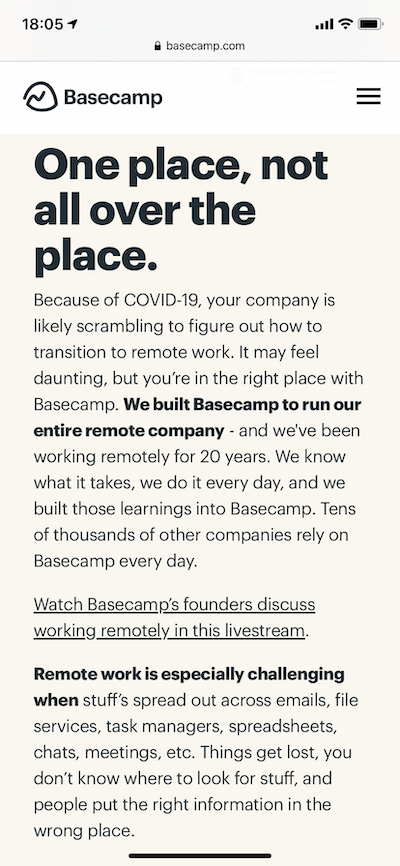 18:05
basecamp.com
Basecamp
One place, not
all over the
place.
Because of COVID-19, your company is
likely scrambling to figure out how to
transition to remote work. It may feel
daunting, but you’re in the right place with
Basecamp. We built Basecamp to run our
entire remote company - and we've been
working remotely for 20 years. We know
what it takes, we do it every day, and we
built those learnings into Basecamp. Tens
of thousands of other companies rely on
Basecamp every day.
Watch Basecamp’s founders discuss
working remotely in this livestream.
Remote work is especially challenging
when stuff’s spread out across emails, file
services, task managers, spreadsheets,
chats, meetings, etc. Things get lost, you
don’t know where to look for stuff, and
people put the right information in the
wrong place.